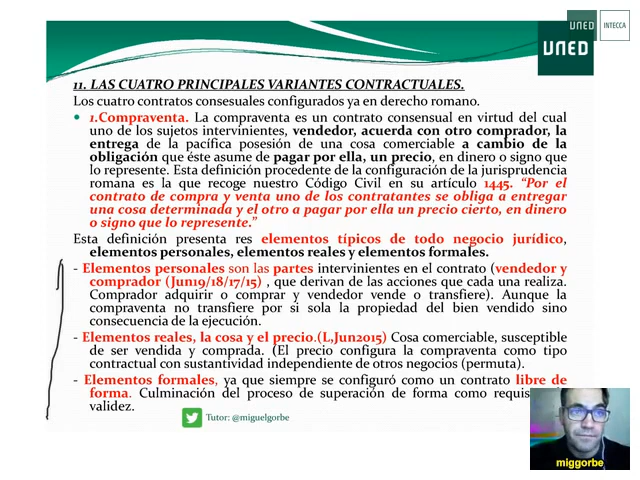 UNED
INTECCA
UNED
11. LAS CUATRO PRINCIPALES VARIANTES CONTRACTUALES.
Los cuatro contratos consesuales configurados ya en derecho romano.
• 1.Compraventa. La compraventa es un contrato consensual en virtud del cual
uno de los sujetos intervinientes, vendedor, acuerda con otro comprador, la
entrega de la pacífica posesión de una cosa comerciable a cambio de la
obligación que éste asume de pagar por ella, un precio, en dinero o signo que
lo represente. Esta definición procedente de la configuración de la jurisprudencia
romana es la que recoge nuestro Código Civil en su artículo 1445. “Por el
contrato de compra y venta uno de los contratantes se obliga a entregar
una cosa determinada y el otro a pagar por ella un precio cierto, en dinero
o signo que lo represente.”
Esta definición presenta res elementos típicos de todo negocio jurídico,
elementos personales, elementos reales y elementos formales.
- Elementos personales son las partes intervinientes en el contrato (vendedor y
comprador (Jun19/18/17/15) , que derivan de las acciones que cada una realiza.
Comprador adquirir o comprar y vendedor vende o transfiere). Aunque la
compraventa no transfiere por si sola la propiedad del bien vendido sino
consecuencia de la ejecución.
- Elementos reales, la cosa y el precio.(L,Jun2015) Cosa comerciable, susceptible
de ser vendida y comprada. (El precio configura la compraventa como tipo
contractual con sustantividad independiente de otros negocios (permuta).
- Elementos formales, ya que siempre se configuró como un contrato libre de
forma. Culminación del proceso de superación de forma como requis
validez.
Tutor: @miguelgorbe
miggorbe